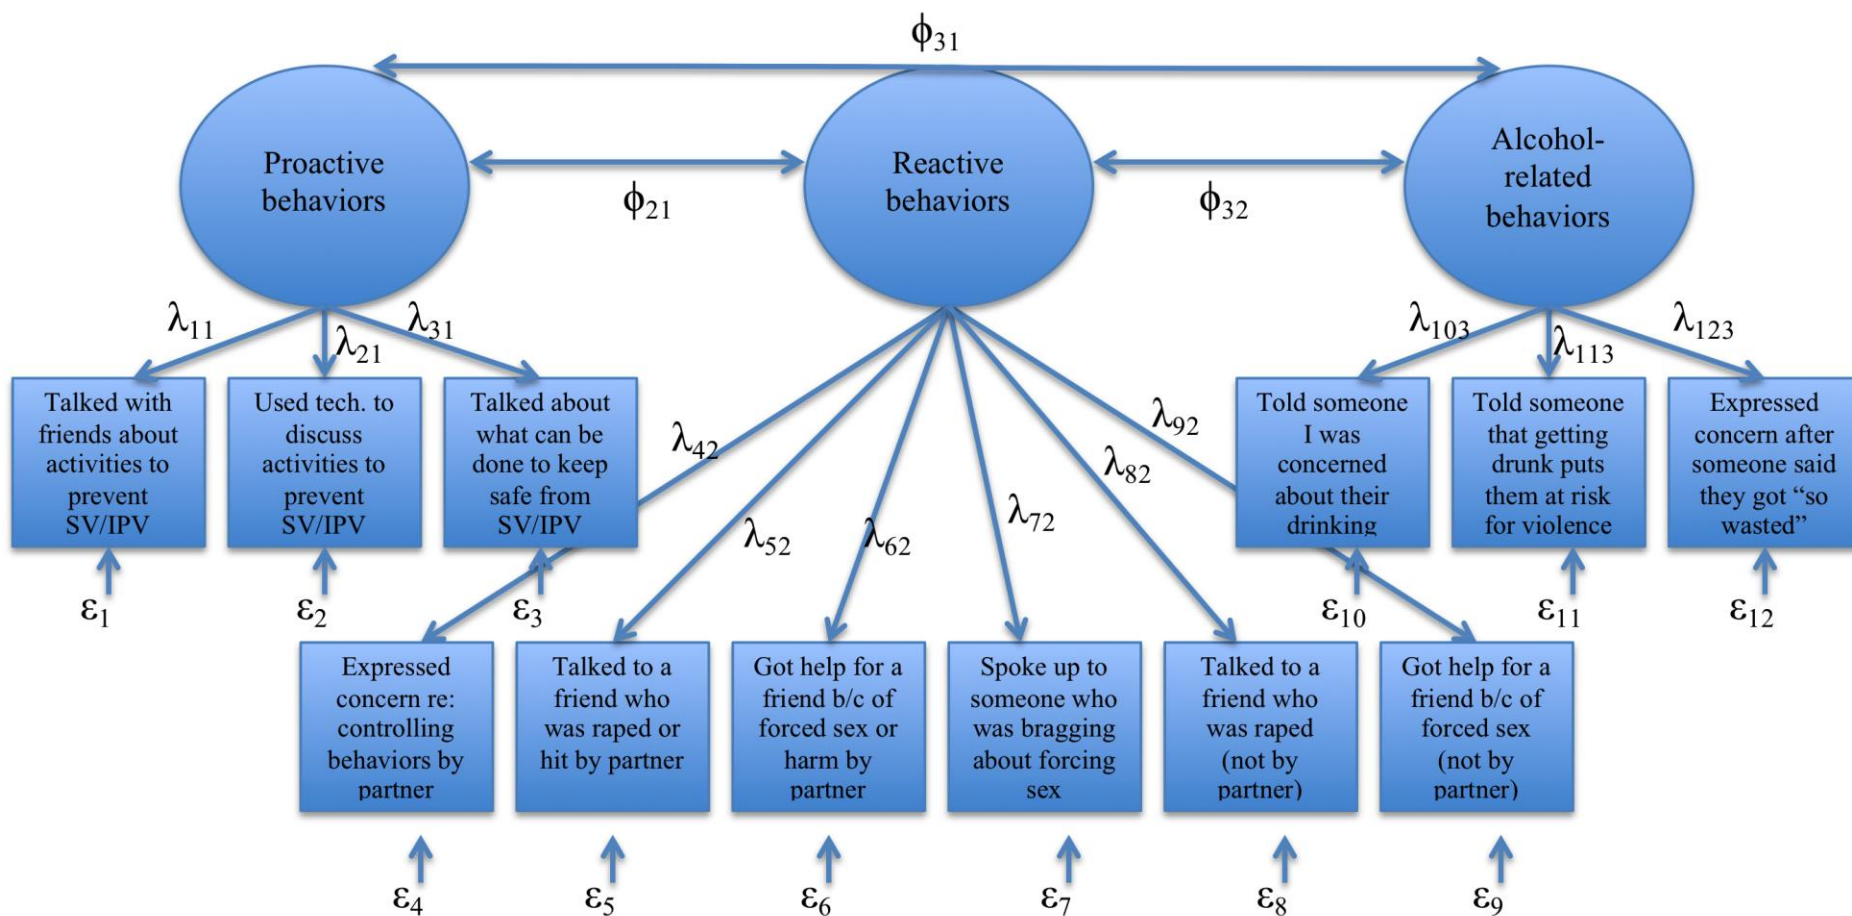 ϕ31
Proactive
behaviors
ϕ21
Reactive
behaviors
ϕ32
Alcohol-
related
behaviors
λ11
λ21
λ31
λ42
λ52
λ62
λ72
λ82
λ92
λ103
λ113
λ123
Talked with
friends about
activities to
prevent
SV/IPV
Used tech. to
discuss
activities to
prevent
SV/IPV
Talked about
what can be
done to keep
safe from
SV/IPV
Told someone
I was
concerned
about their
drinking
Told someone
that getting
drunk puts
them at risk
for violence
Expressed
concern after
someone said
they got “so
wasted”
ε1
ε2
ε3
ε10
ε11
ε12
Expressed
concern re:
controlling
behaviors by
partner
Talked to a
friend who
was raped or
hit by partner
Got help for a
friend b/c of
forced sex or
harm by
partner
Spoke up to
someone who
was bragging
about forcing
sex
Talked to a
friend who
was raped
(not by
partner)
Got help for a
friend b/c of
forced sex
(not by
partner)
ε4
ε5
ε6
ε7
ε8
ε9